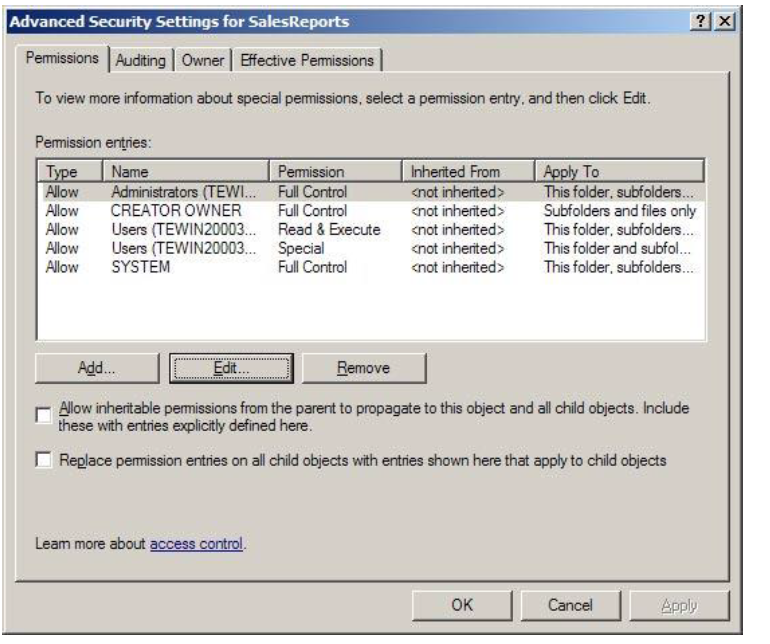 Advanced Security Settings for SalesReports
Permissions Auditing Owner Effective Permissions
To view more information about special permissions, select a permission entry, and then click Edit.
Permission entries:
Type Name Permission Inherited From Apply To
Allow Administrators (TEWI... Full Control <not inherited> This folder, subfolders...
Allow CREATOR OWNER Full Control <not inherited> Subfolders and files only
Allow Users (TEWIN20003... Read & Execute <not inherited> This folder, subfolders...
Allow Users (TEWIN20003... Special <not inherited> This folder and subfol...
Allow SYSTEM Full Control <not inherited> This folder, subfolders...
Add... Edit... Remove
Allow inheritable permissions from the parent to propagate to this object and all child objects. Include
these with entries explicitly defined here.
Replace permission entries on all child objects with entries shown here that apply to child objects
Learn more about access control.
OK Cancel Apply